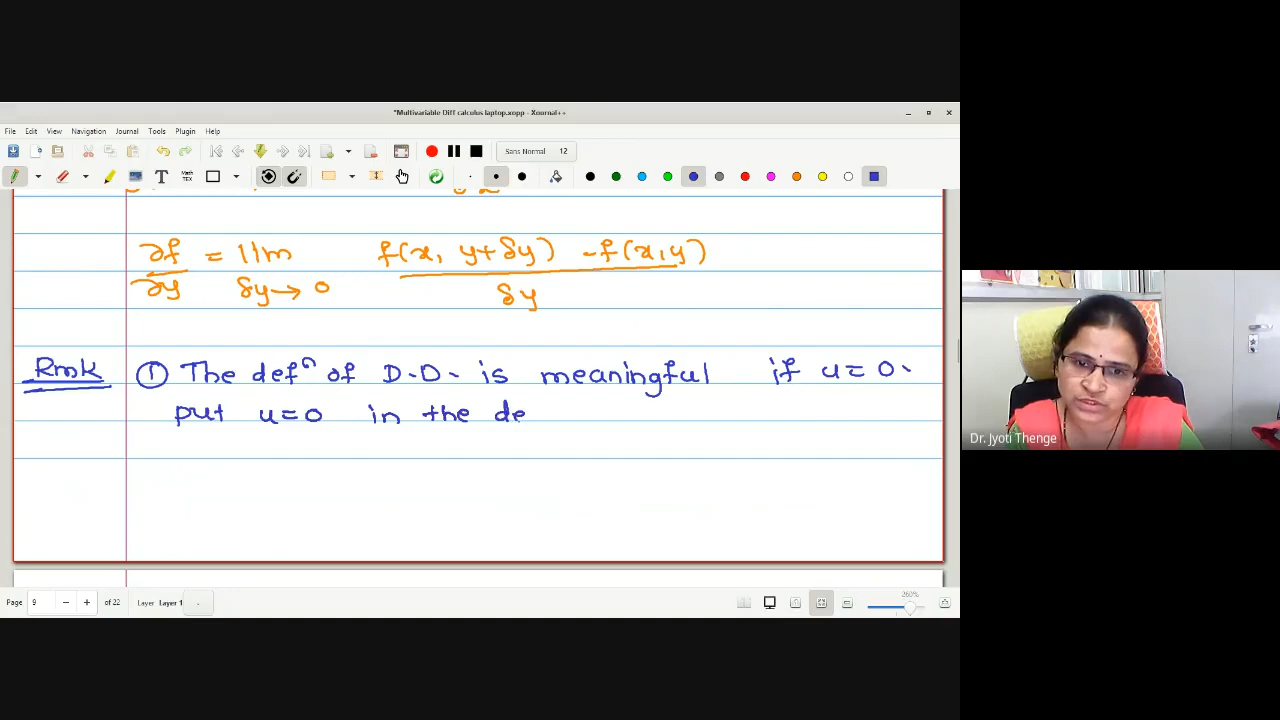 *Multivariable Diff calculus laptop.xopp - Xournal++
File Edit View Navigation Journal Tools Plugin Help
Sans Normal 12
∂f = lim f(x, y+δy) - f(x,y)
∂y δy→0 δy
Rmk ① The defⁿ of D.D. is meaningful if u=0.
put u=0 in the de
Dr. Jyoti Thenge
Page 9 of 22 Layer Layer 1 260%